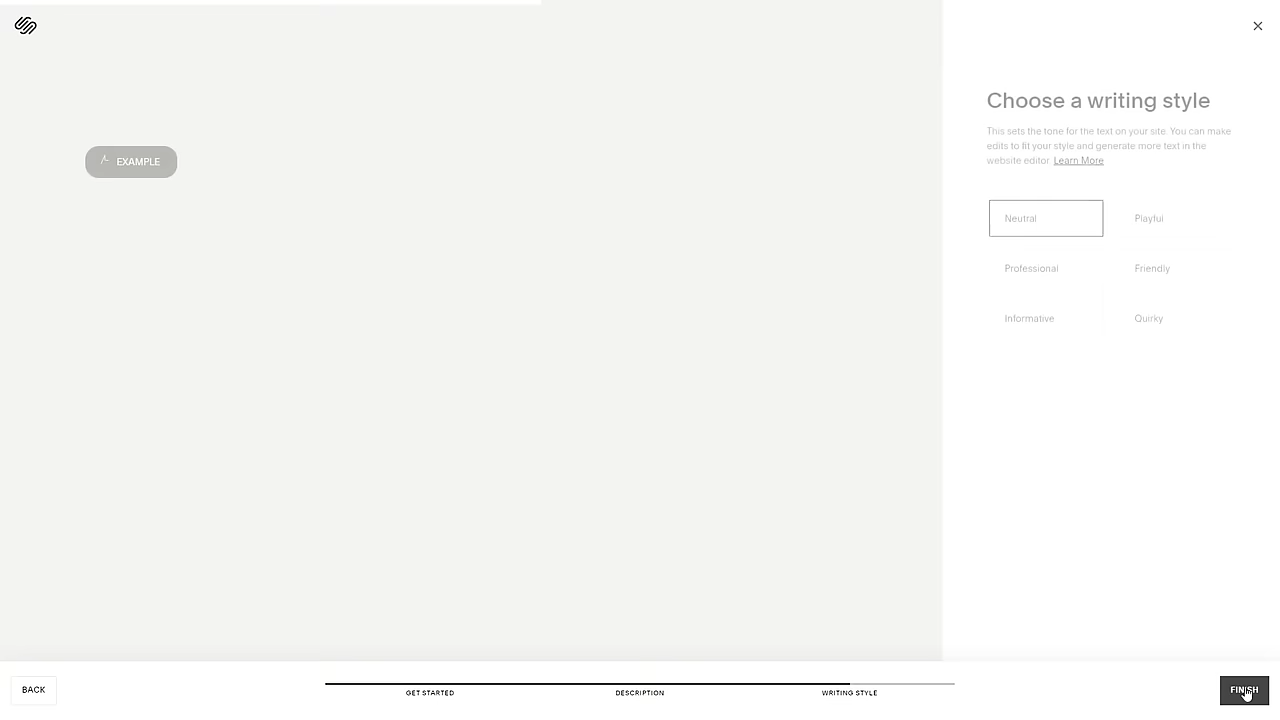 EXAMPLE
Choose a writing style
This sets the tone for the text on your site. You can make
edits to fit your style and generate more text in the
website editor. Learn More
Neutral
Playful
Professional
Friendly
Informative
Quirky
BACK
GET STARTED
DESCRIPTION
WRITING STYLE
FINISH